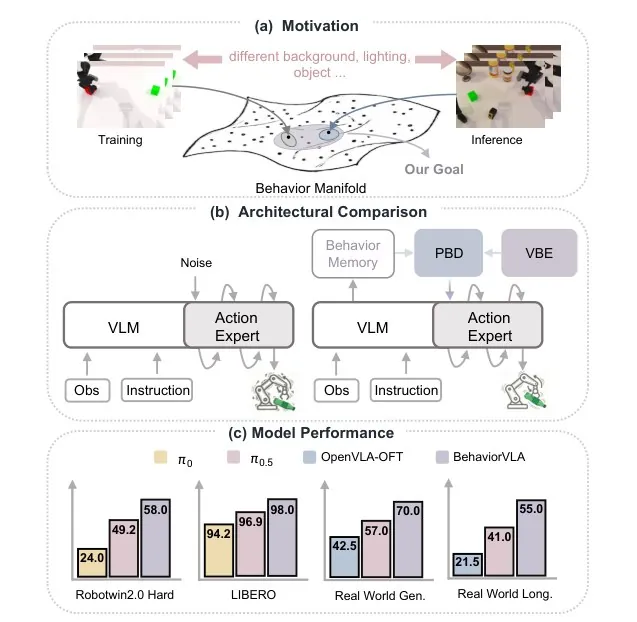 (a) Motivation
different background, lighting,
object ...
Training
Inference
Our Goal
Behavior Manifold
(b) Architectural Comparison
Noise
VLM
Action
Expert
Obs
Instruction
Behavior
Memory
PBD
VBE
VLM
Action
Expert
Obs
Instruction
(c) Model Performance
π0
π0.5
OpenVLA-OFT
BehaviorVLA
24.0
49.2
58.0
Robotwin2.0 Hard
94.2
96.9
98.0
LIBERO
42.5
57.0
70.0
Real World Gen.
21.5
41.0
55.0
Real World Long.